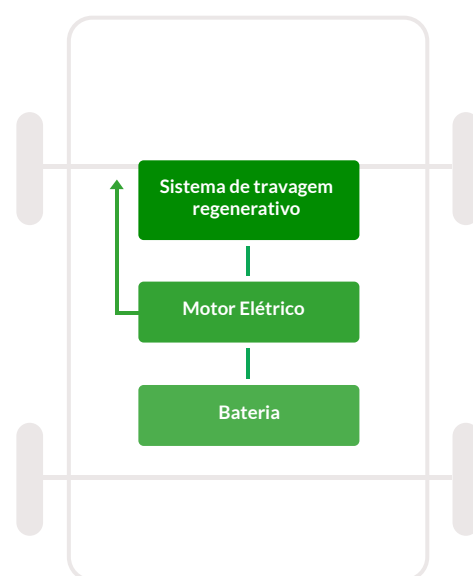 Sistema de travagem
regenerativo
Motor Elétrico
Bateria